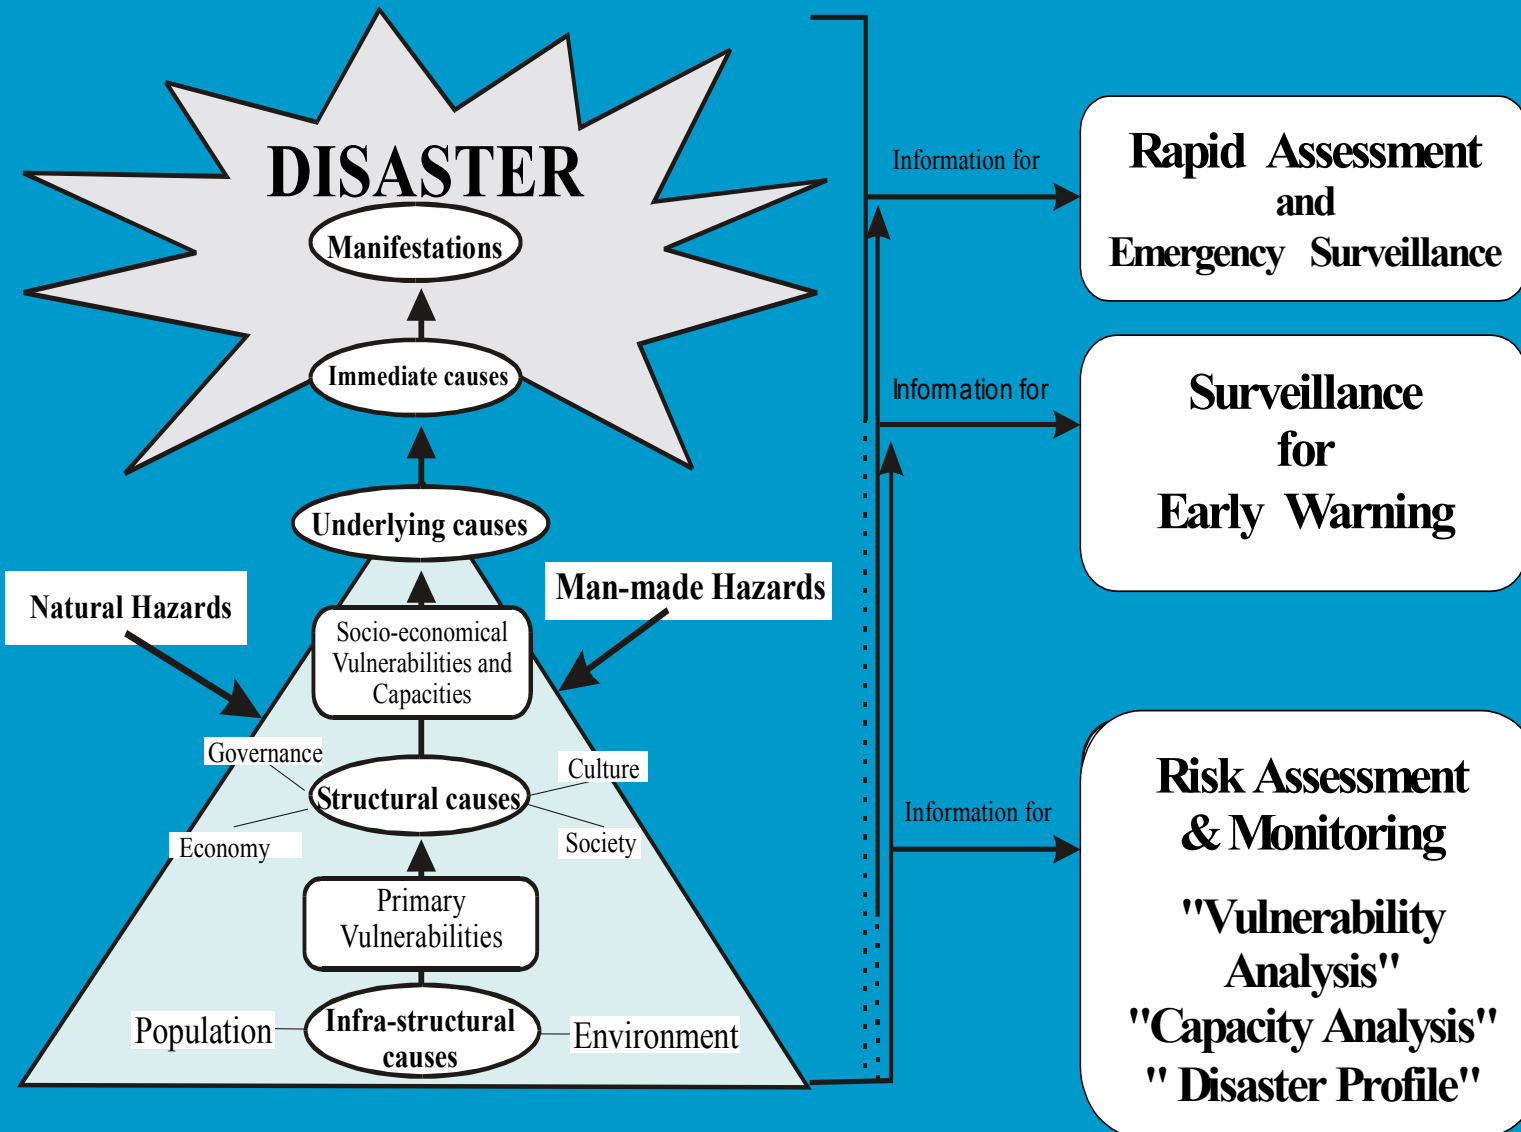 DISASTER
Manifestations
Immediate causes
Underlying causes
Natural Hazards
Man-made Hazards
Socio-economical
Vulnerabilities and
Capacities
Governance
Culture
Structural causes
Economy
Society
Primary
Vulnerabilities
Population
Infra-structural
causes
Environment
Information for
Rapid Assessment
and
Emergency Surveillance
Information for
Surveillance
for
Early Warning
Information for
Risk Assessment
& Monitoring
"Vulnerability
Analysis"
"Capacity Analysis"
" Disaster Profile"